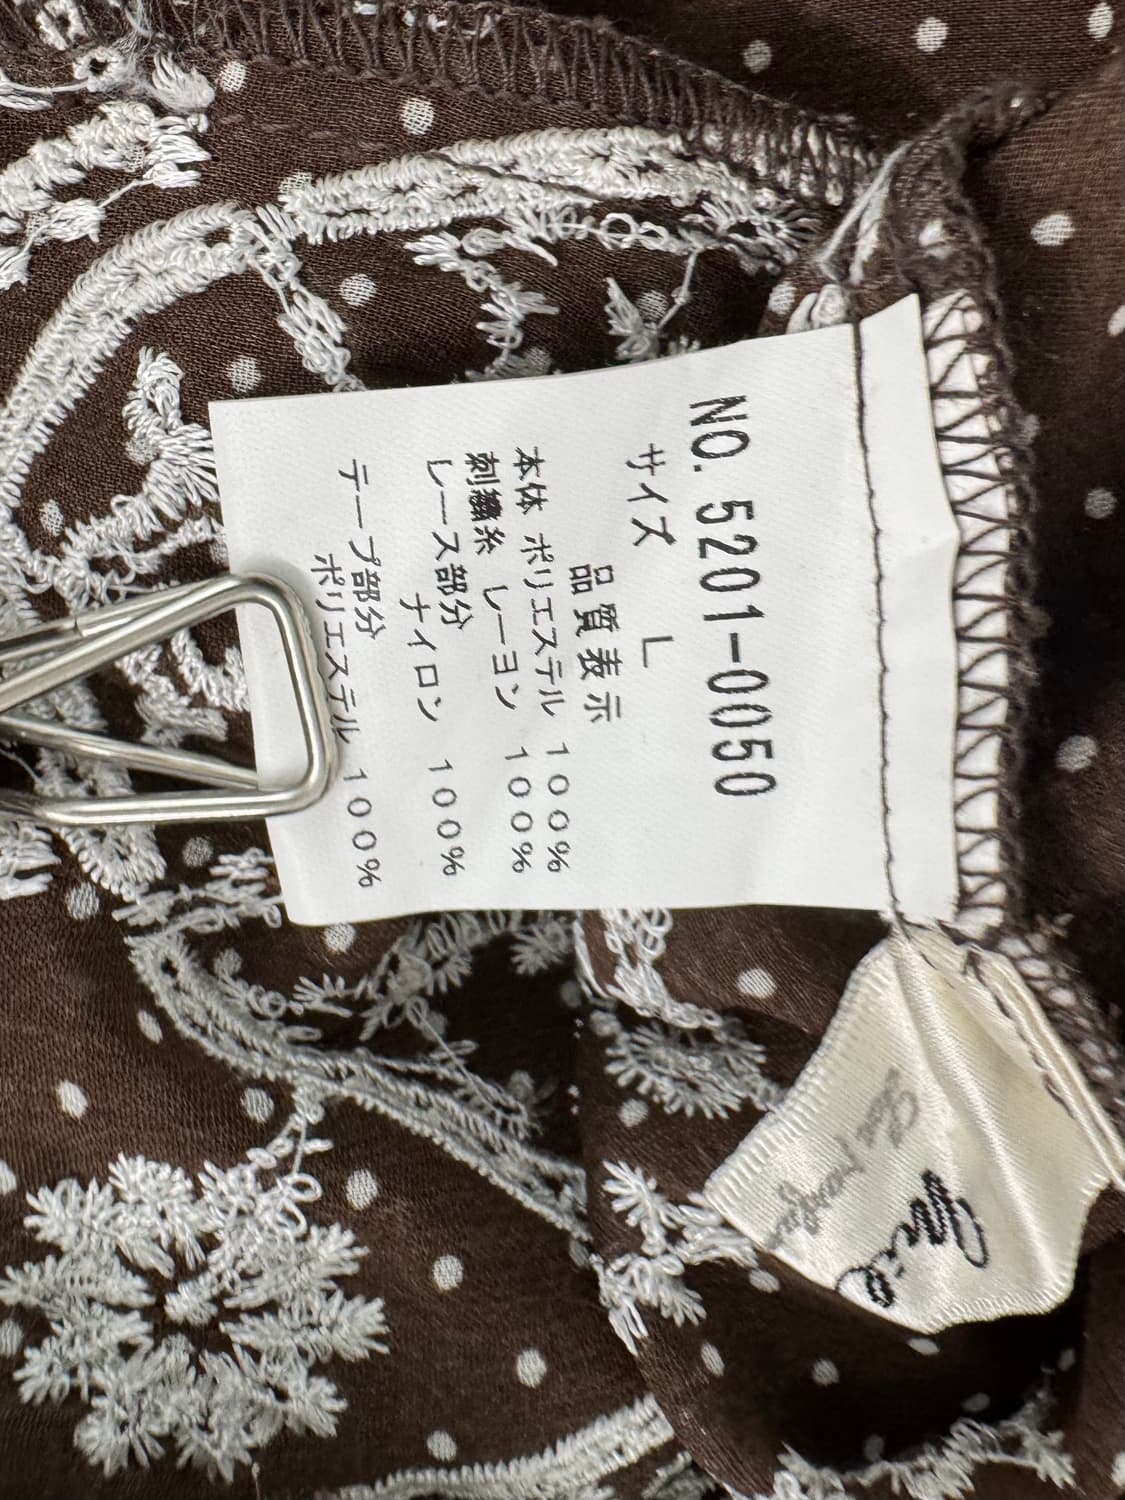 NO. 5201-0050
サイズ L
品質表示
本体 ポリエステル 100%
刺繍糸 レーヨン 100%
レース部分
ナイロン 100%
テープ部分
ポリエステル 100%